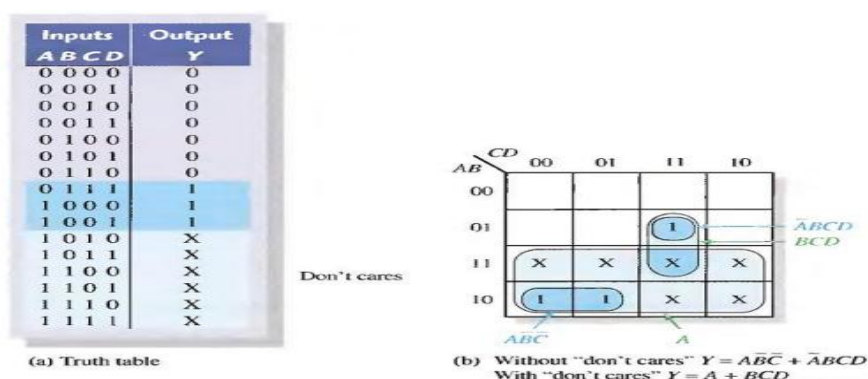 Inputs Output
A B C D Y
0 0 0 0 0
0 0 0 1 0
0 0 1 0 0
0 0 1 1 0
0 1 0 0 0
0 1 0 1 0
0 1 1 0 0
0 1 1 1 1
1 0 0 0 1
1 0 0 1 1
1 0 1 0 X
1 0 1 1 X
1 1 0 0 X
1 1 0 1 X
1 1 1 0 X
1 1 1 1 X
Don't cares
(a) Truth table
CD
AB 00 01 11 10
00
01 1 A̅BCD
BCD
11 X X X X
10 1 1 X X
AB̅C̅ A
(b) Without "don't cares" Y = AB̅C̅ + A̅BCD
With "don't cares" Y = A + BCD